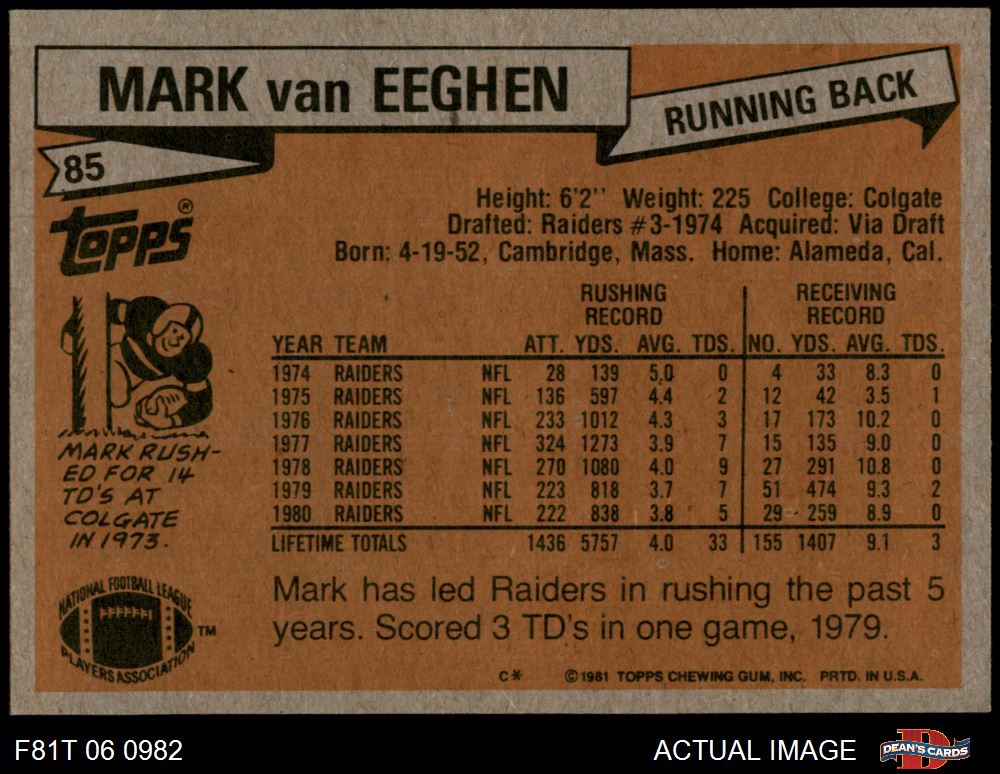 MARK van EEGHEN
RUNNING BACK
85
Topps®
Height: 6'2'' Weight: 225 College: Colgate
Drafted: Raiders #3-1974 Acquired: Via Draft
Born: 4-19-52, Cambridge, Mass. Home: Alameda, Cal.
RUSHING RECORD RECEIVING RECORD
YEAR TEAM ATT. YDS. AVG. TDS. NO. YDS. AVG. TDS.
1974 RAIDERS NFL 28 139 5.0 0 4 33 8.3 0
1975 RAIDERS NFL 136 597 4.4 2 12 42 3.5 1
1976 RAIDERS NFL 233 1012 4.3 3 17 173 10.2 0
1977 RAIDERS NFL 324 1273 3.9 7 15 135 9.0 0
1978 RAIDERS NFL 270 1080 4.0 9 27 291 10.8 0
1979 RAIDERS NFL 223 818 3.7 7 51 474 9.3 2
1980 RAIDERS NFL 222 838 3.8 5 29 259 8.9 0
LIFETIME TOTALS 1436 5757 4.0 33 155 1407 9.1 3
MARK RUSH-
ED FOR 14
TD'S AT
COLGATE
IN 1973.
NATIONAL FOOTBALL LEAGUE
PLAYERS ASSOCIATION
TM
Mark has led Raiders in rushing the past 5
years. Scored 3 TD's in one game, 1979.
C* ©1981 TOPPS CHEWING GUM, INC. PRTD. IN U.S.A.
F81T 06 0982 ACTUAL IMAGE DEAN'S CARDS